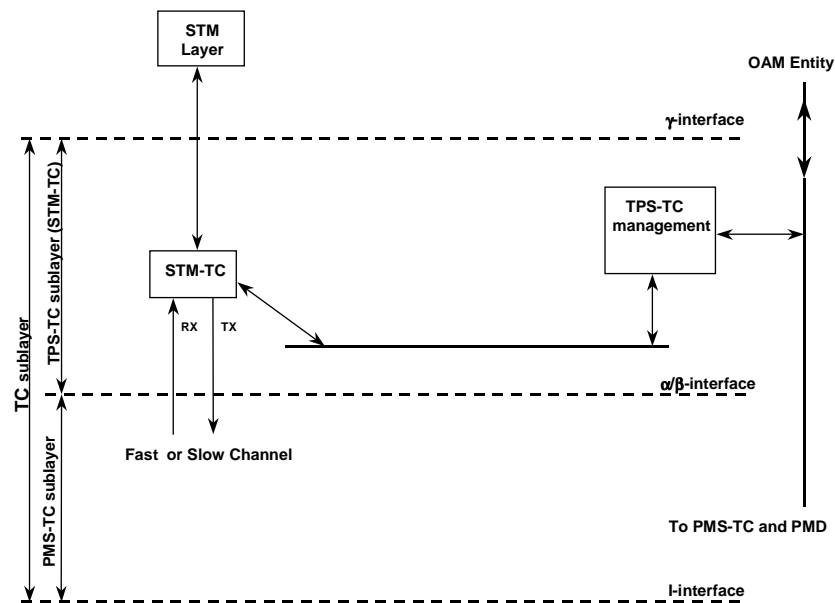 STM
Layer
OAM Entity
γ-interface
TPS-TC
management
STM-TC
RX
TX
TC sublayer
TPS-TC sublayer (STM-TC)
α/β-interface
Fast or Slow Channel
PMS-TC sublayer
To PMS-TC and PMD
I-interface